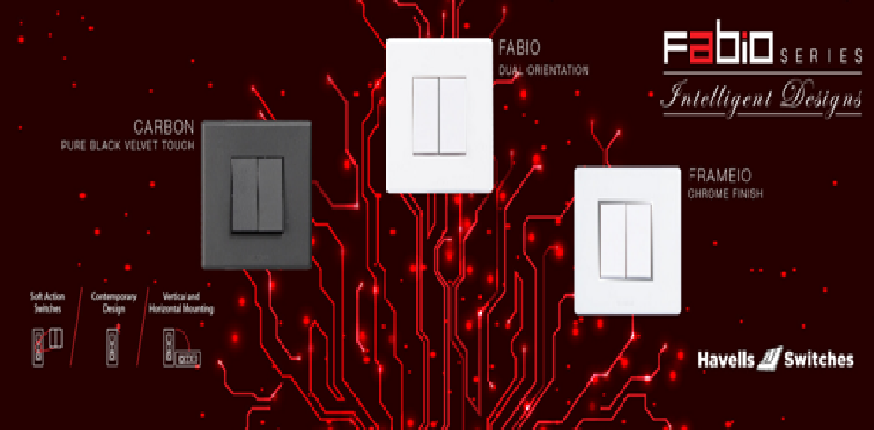 FABIO
DUAL ORIENTATION
Fabio SERIES
Intelligent Designs
CARBON
PURE BLACK VELVET TOUCH
FRAMEIO
CHROME FINISH
Soft Action
Switches
Contemporary
Design
Vertical and
Horizontal Mounting
Havells Switches